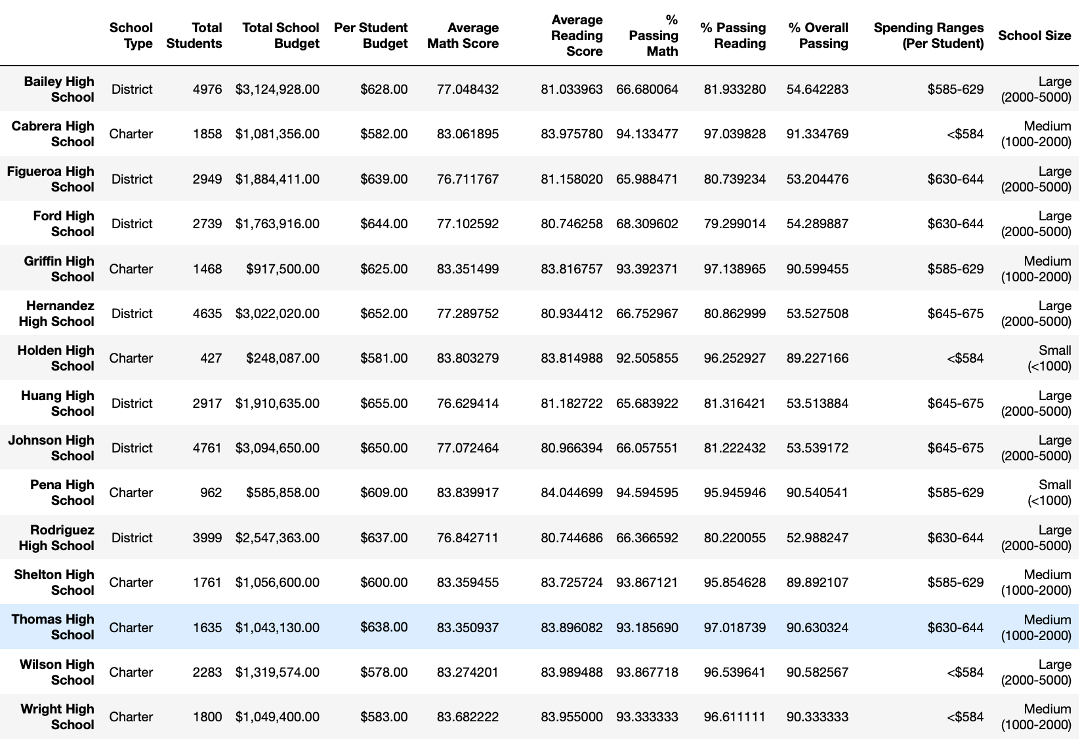 School Type Total Students Total School Budget Per Student Budget Average Math Score Average Reading Score % Passing Math % Passing Reading % Overall Passing Spending Ranges (Per Student) School Size
Bailey High School District 4976 $3,124,928.00 $628.00 77.048432 81.033963 66.680064 81.933280 54.642283 $585-629 Large (2000-5000)
Cabrera High School Charter 1858 $1,081,356.00 $582.00 83.061895 83.975780 94.133477 97.039828 91.334769 <$584 Medium (1000-2000)
Figueroa High School District 2949 $1,884,411.00 $639.00 76.711767 81.158020 65.988471 80.739234 53.204476 $630-644 Large (2000-5000)
Ford High School District 2739 $1,763,916.00 $644.00 77.102592 80.746258 68.309602 79.299014 54.289887 $630-644 Large (2000-5000)
Griffin High School Charter 1468 $917,500.00 $625.00 83.351499 83.816757 93.392371 97.138965 90.599455 $585-629 Medium (1000-2000)
Hernandez High School District 4635 $3,022,020.00 $652.00 77.289752 80.934412 66.752967 80.862999 53.527508 $645-675 Large (2000-5000)
Holden High School Charter 427 $248,087.00 $581.00 83.803279 83.814988 92.505855 96.252927 89.227166 <$584 Small (<1000)
Huang High School District 2917 $1,910,635.00 $655.00 76.629414 81.182722 65.683922 81.316421 53.513884 $645-675 Large (2000-5000)
Johnson High School District 4761 $3,094,650.00 $650.00 77.072464 80.966394 66.057551 81.222432 53.539172 $645-675 Large (2000-5000)
Pena High School Charter 962 $585,858.00 $609.00 83.839917 84.044699 94.594595 95.945946 90.540541 $585-629 Small (<1000)
Rodriguez High School District 3999 $2,547,363.00 $637.00 76.842711 80.744686 66.366592 80.220055 52.988247 $630-644 Large (2000-5000)
Shelton High School Charter 1761 $1,056,600.00 $600.00 83.359455 83.725724 93.867121 95.854628 89.892107 $585-629 Medium (1000-2000)
Thomas High School Charter 1635 $1,043,130.00 $638.00 83.350937 83.896082 93.185690 97.018739 90.630324 $630-644 Medium (1000-2000)
Wilson High School Charter 2283 $1,319,574.00 $578.00 83.274201 83.989488 93.867718 96.539641 90.582567 <$584 Large (2000-5000)
Wright High School Charter 1800 $1,049,400.00 $583.00 83.682222 83.955000 93.333333 96.611111 90.333333 <$584 Medium (1000-2000)